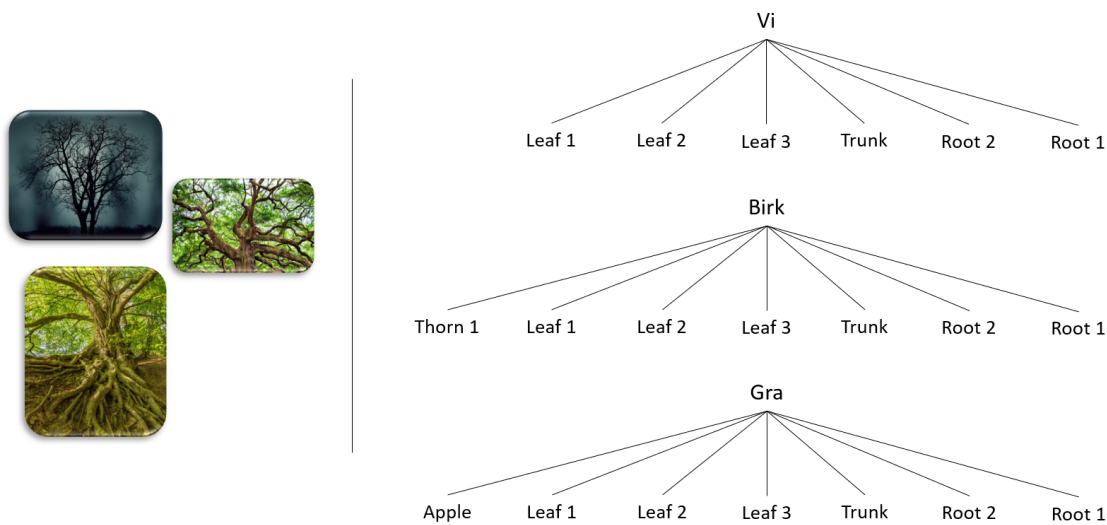 Vi
Leaf 1 Leaf 2 Leaf 3 Trunk Root 2 Root 1
Birk
Thorn 1 Leaf 1 Leaf 2 Leaf 3 Trunk Root 2 Root 1
Gra
Apple Leaf 1 Leaf 2 Leaf 3 Trunk Root 2 Root 1